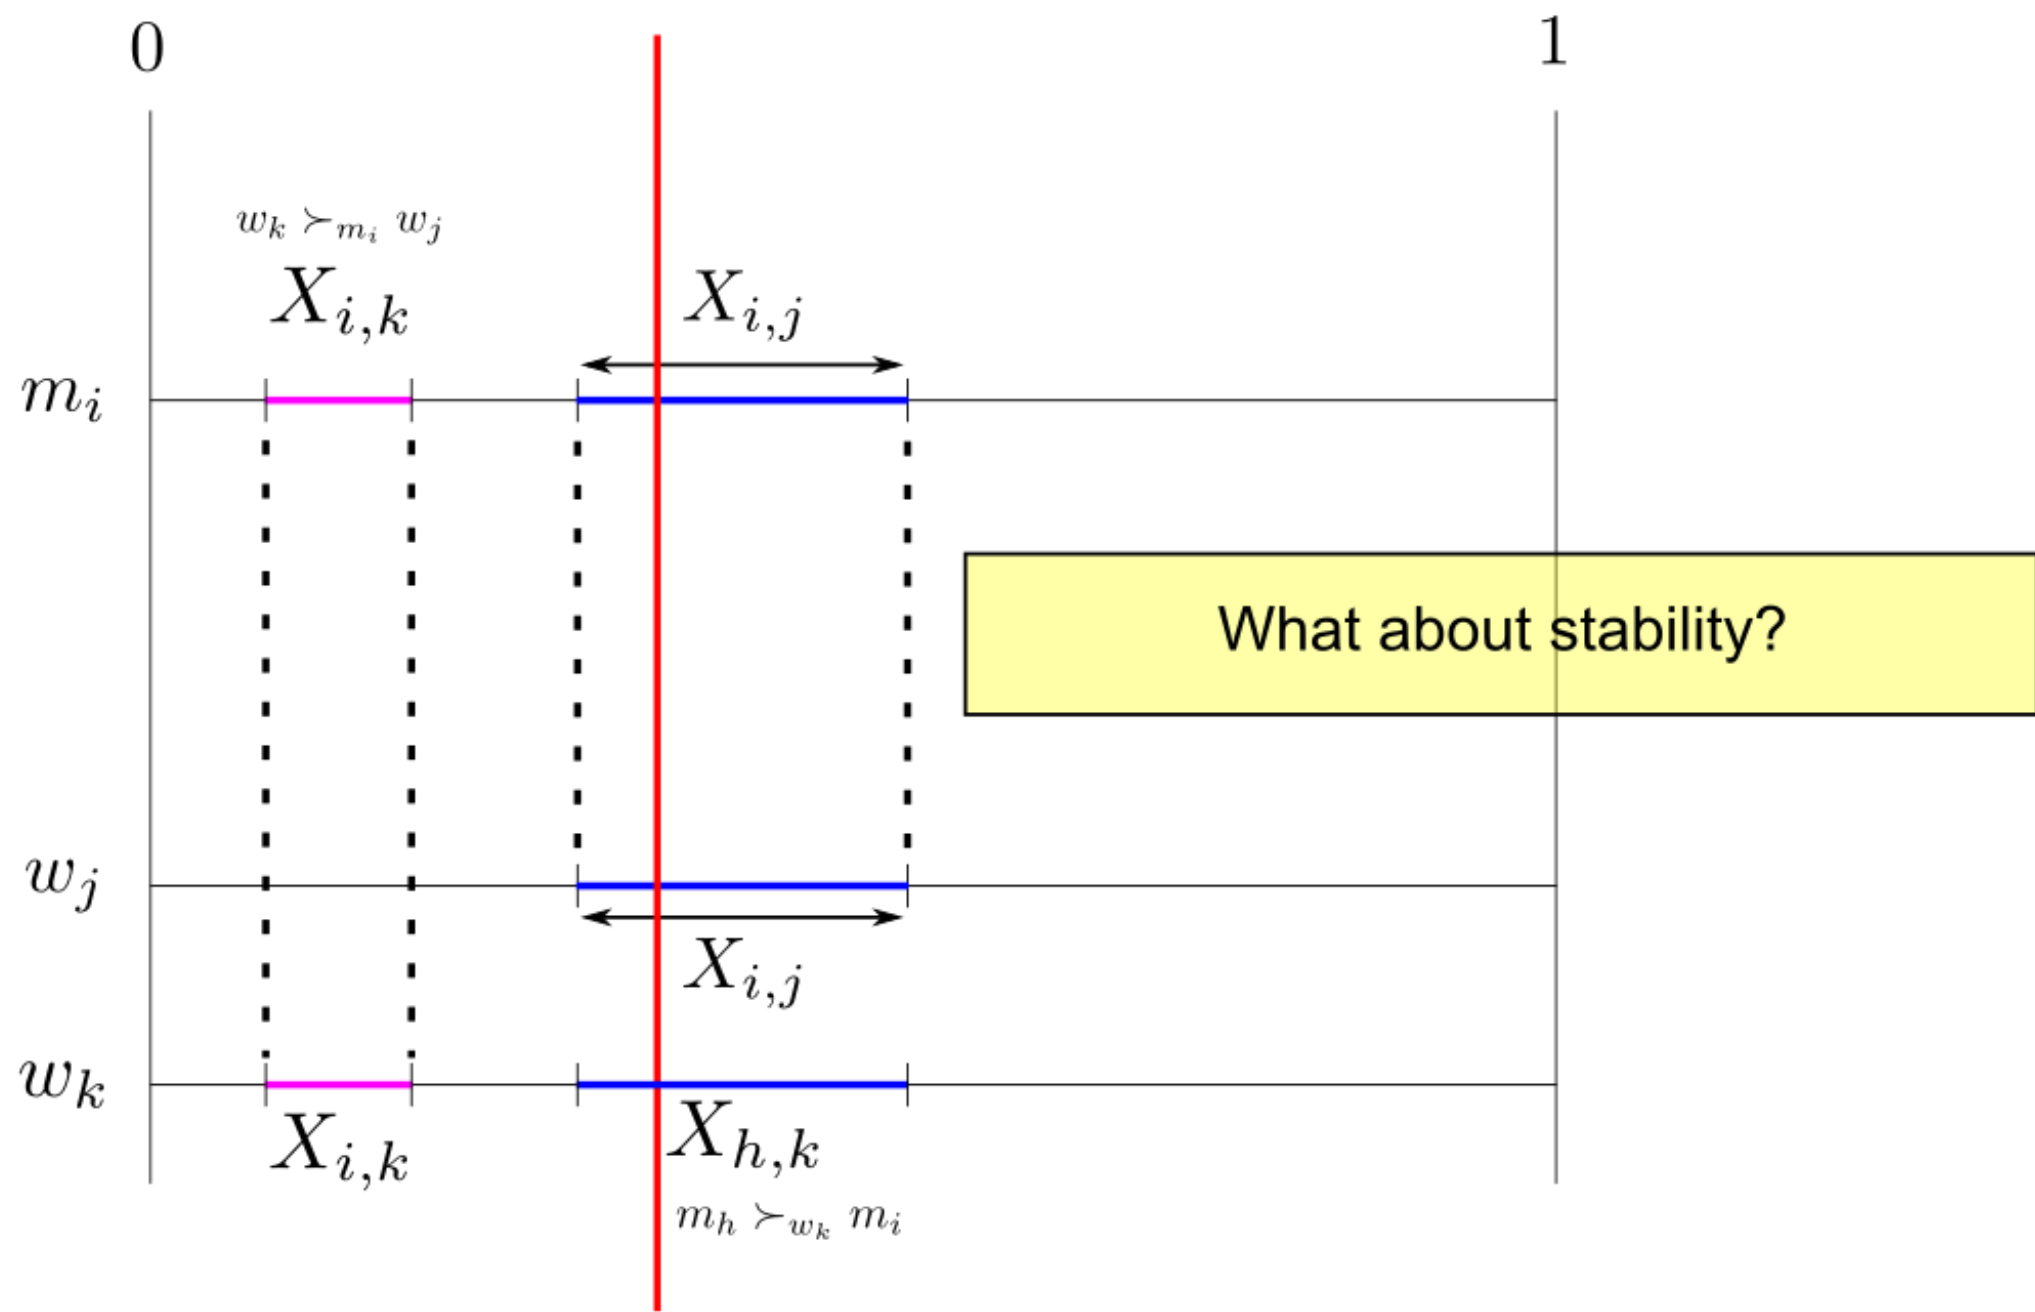 0
1
w_k ≻_{m_i} w_j
X_{i,k}
X_{i,j}
m_i
What about stability?
w_j
X_{i,j}
w_k
X_{i,k}
X_{h,k}
m_h ≻_{w_k} m_i